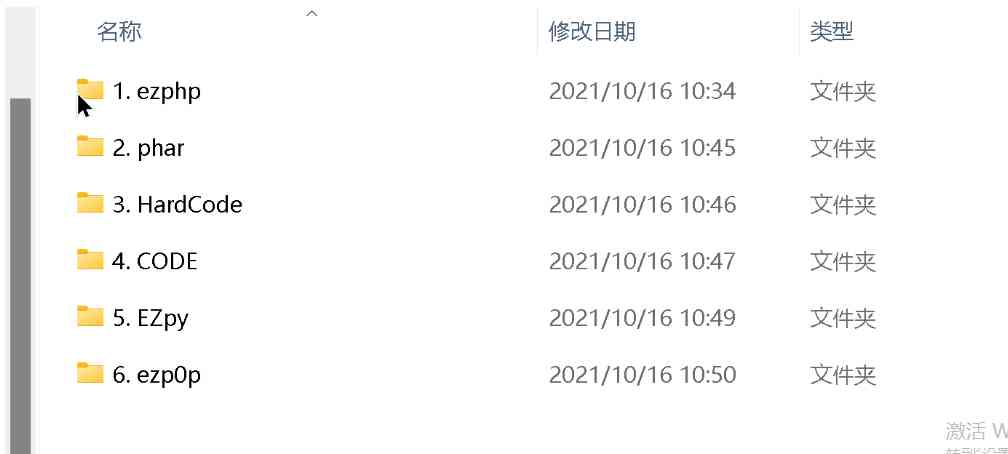 名称 修改日期 类型
1. ezphp 2021/10/16 10:34 文件夹
2. phar 2021/10/16 10:45 文件夹
3. HardCode 2021/10/16 10:46 文件夹
4. CODE 2021/10/16 10:47 文件夹
5. EZpy 2021/10/16 10:49 文件夹
6. ezp0p 2021/10/16 10:50 文件夹
激活 W